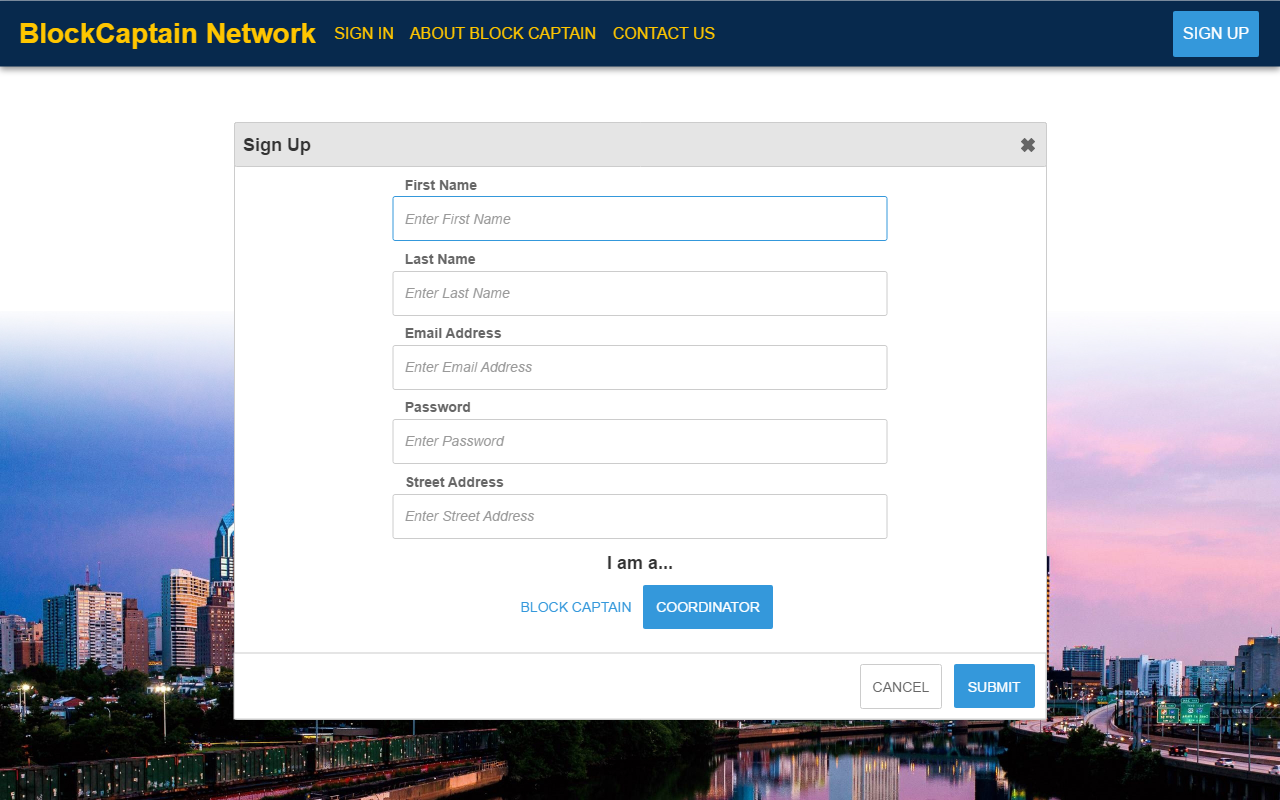 BlockCaptain Network SIGN IN ABOUT BLOCK CAPTAIN CONTACT US SIGN UP
Sign Up
First Name
Enter First Name
Last Name
Enter Last Name
Email Address
Enter Email Address
Password
Enter Password
Street Address
Enter Street Address
I am a...
BLOCK CAPTAIN COORDINATOR
CANCEL SUBMIT